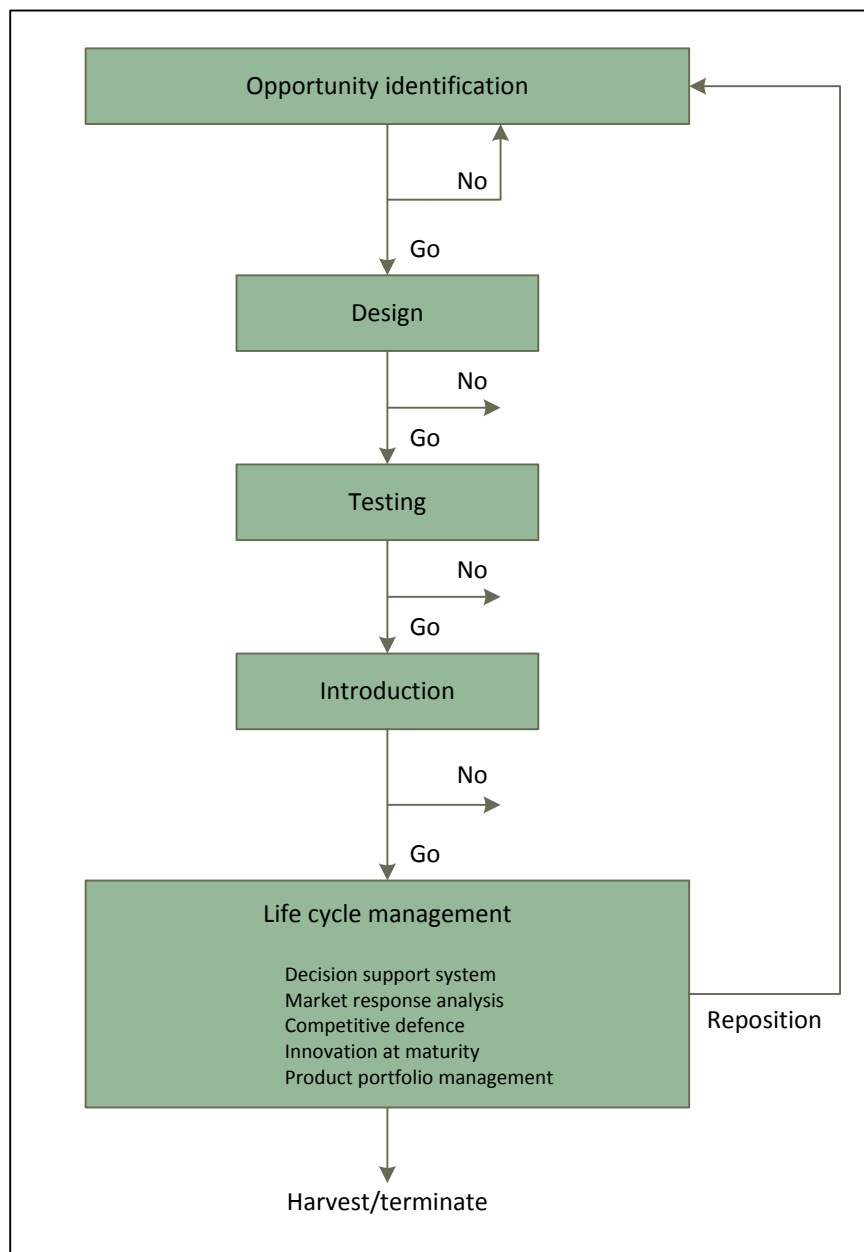 Opportunity identification
No
Go
Design
No
Go
Testing
No
Go
Introduction
No
Go
Life cycle management
Decision support system
Market response analysis
Competitive defence
Innovation at maturity
Product portfolio management
Reposition
Harvest/terminate